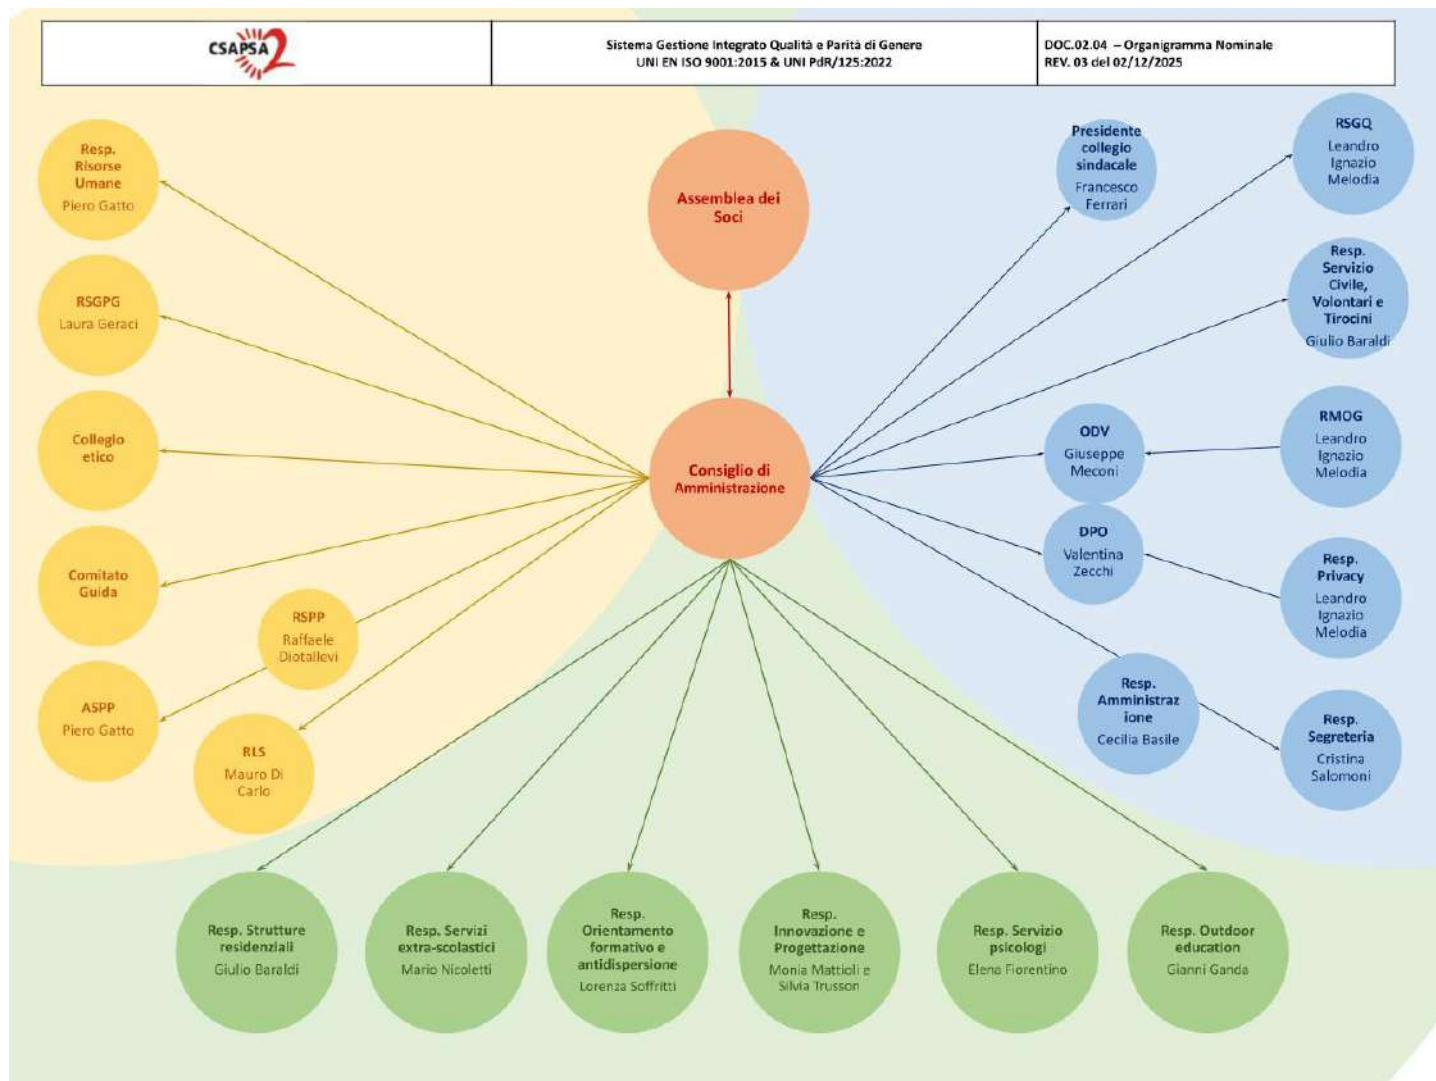 CSAPSA2
Sistema Gestione Integrato Qualità e Parità di Genere
UNI EN ISO 9001:2015 & UNI PdR/125:2022
DOC.02.04 – Organigramma Nominale
REV. 03 del 02/12/2025
Resp.
Risorse
Umane
Piero Gatto
RSGPG
Laura Geraci
Collegio
etico
Comitato
Guida
RSPP
Raffaele
Diotallevi
ASPP
Piero Gatto
RLS
Mauro Di
Carlo
Assemblea dei
Soci
Consiglio di
Amministrazione
Presidente
collegio
sindacale
Francesco
Ferrari
RSGQ
Leandro
Ignazio
Melodia
Resp.
Servizio
Civile,
Volontari e
Tirocini
Giulio Baraldi
ODV
Giuseppe
Meconi
RMOG
Leandro
Ignazio
Melodia
DPO
Valentina
Zecchi
Resp.
Privacy
Leandro
Ignazio
Melodia
Resp.
Amministraz
ione
Cecilia Basile
Resp.
Segreteria
Cristina
Salomoni
Resp. Strutture
residenziali
Giulio Baraldi
Resp. Servizi
extra-scolastici
Mario Nicoletti
Resp.
Orientamento
formativo e
antidispersione
Lorenza Soffritti
Resp.
Innovazione e
Progettazione
Monia Mattioli e
Silvia Trusson
Resp. Servizio
psicologi
Elena Fiorentino
Resp. Outdoor
education
Gianni Ganda